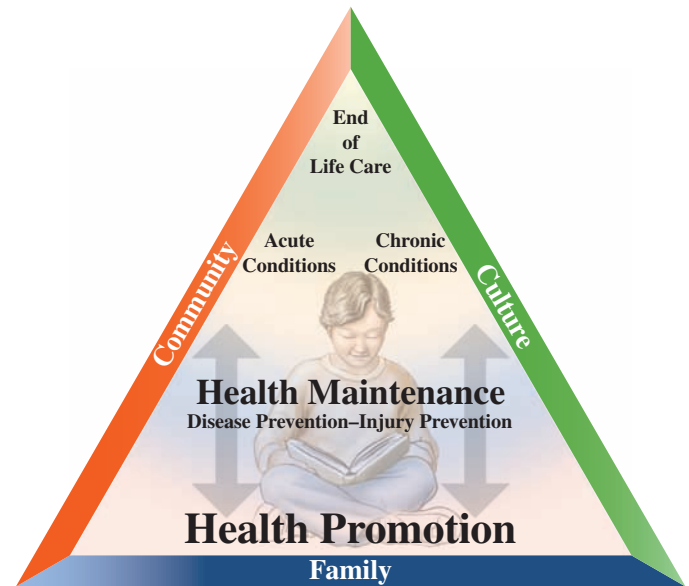 End
of
Life Care
Acute
Conditions
Chronic
Conditions
Community
Culture
Health Maintenance
Disease Prevention–Injury Prevention
Health Promotion
Family